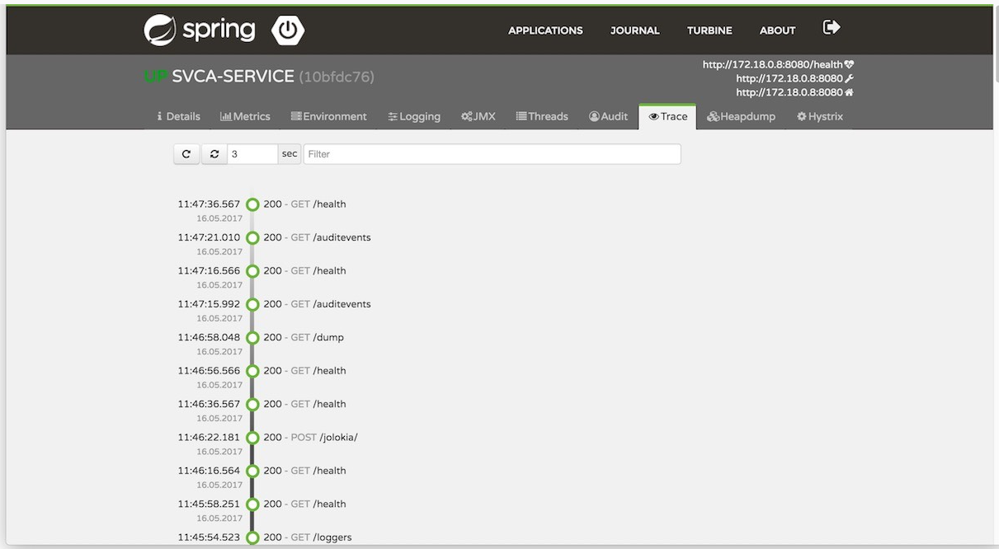 spring
APPLICATIONS JOURNAL TURBINE ABOUT
UP SVCA-SERVICE (10bfdc76)
http://172.18.0.8:8080/health
http://172.18.0.8:8080
http://172.18.0.8:8080
Details Metrics Environment Logging JMX Threads Audit Trace Heapdump Hystrix
3 sec Filter
11:47:36.567 200 - GET /health
16.05.2017
11:47:21.010 200 - GET /auditevents
16.05.2017
11:47:16.566 200 - GET /health
16.05.2017
11:47:15.992 200 - GET /auditevents
16.05.2017
11:46:58.048 200 - GET /dump
16.05.2017
11:46:56.566 200 - GET /health
16.05.2017
11:46:36.567 200 - GET /health
16.05.2017
11:46:22.181 200 - POST /jolokia/
16.05.2017
11:46:16.564 200 - GET /health
16.05.2017
11:45:58.251 200 - GET /health
16.05.2017
11:45:54.523 200 - GET /loggers